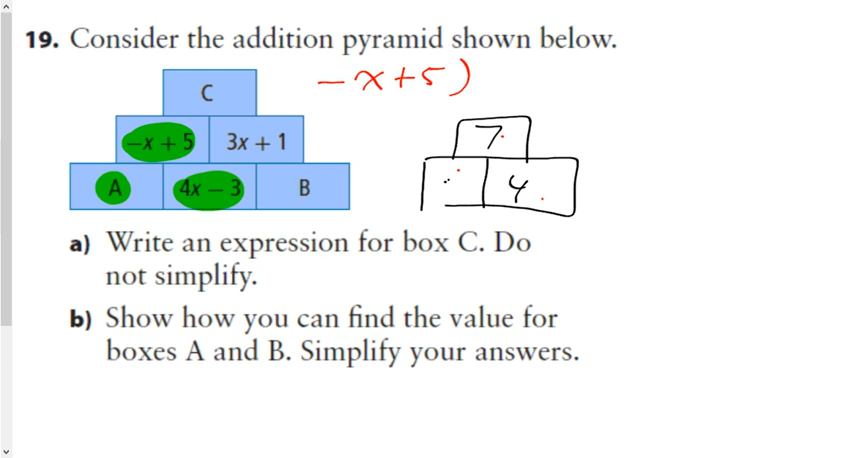 19. Consider the addition pyramid shown below.
C
−x + 5)
−x + 5 3x + 1
7
A 4x − 3 B
4
a) Write an expression for box C. Do
not simplify.
b) Show how you can find the value for
boxes A and B. Simplify your answers.